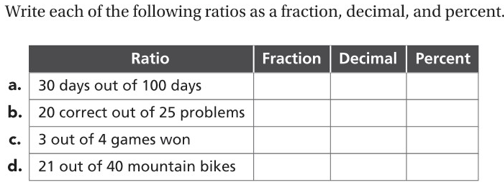 Write each of the following ratios as a fraction, decimal, and percent.
Ratio Fraction Decimal Percent
a. 30 days out of 100 days
b. 20 correct out of 25 problems
c. 3 out of 4 games won
d. 21 out of 40 mountain bikes